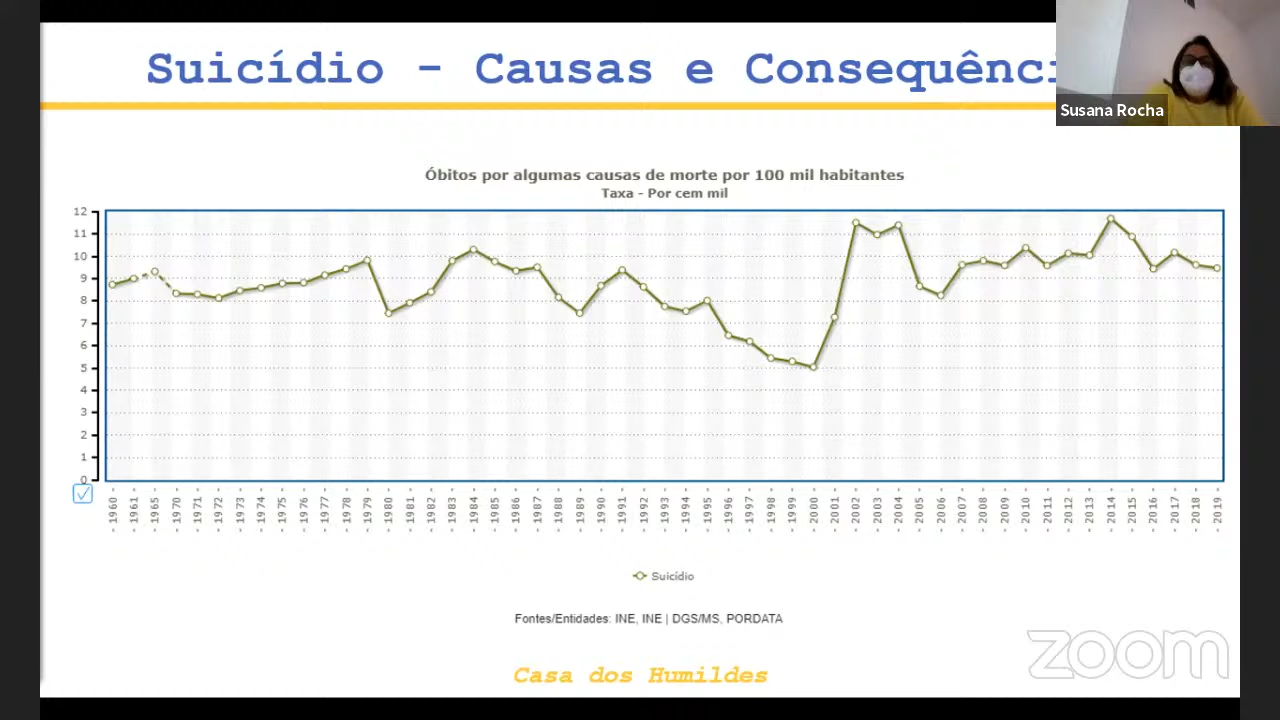 Suicídio - Causas e Consequênci
Susana Rocha
Óbitos por algumas causas de morte por 100 mil habitantes
Taxa - Por cem mil
12
11
10
9
8
7
6
5
4
3
2
1
0
- 1960 - 1961 - 1965 - 1970 - 1971 - 1972 - 1973 - 1974 - 1975 - 1976 - 1977 - 1978 - 1979 - 1980 - 1981 - 1982 - 1983 - 1984 - 1985 - 1986 - 1987 - 1988 - 1989 - 1990 - 1991 - 1992 - 1993 - 1994 - 1995 - 1996 - 1997 - 1998 - 1999 - 2000 - 2001 - 2002 - 2003 - 2004 - 2005 - 2006 - 2007 - 2008 - 2009 - 2010 - 2011 - 2012 - 2013 - 2014 - 2015 - 2016 - 2017 - 2018 - 2019 -
Suicídio
Fontes/Entidades: INE, INE | DGS/MS, PORDATA
zoom
Casa dos Humildes